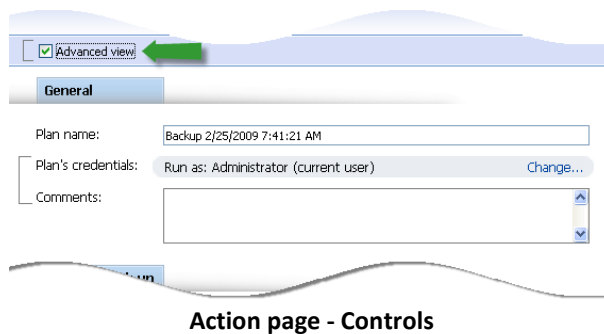 Advanced view
General
Plan name: Backup 2/25/2009 7:41:21 AM
Plan's credentials: Run as: Administrator (current user) Change...
Comments:
Action page - Controls